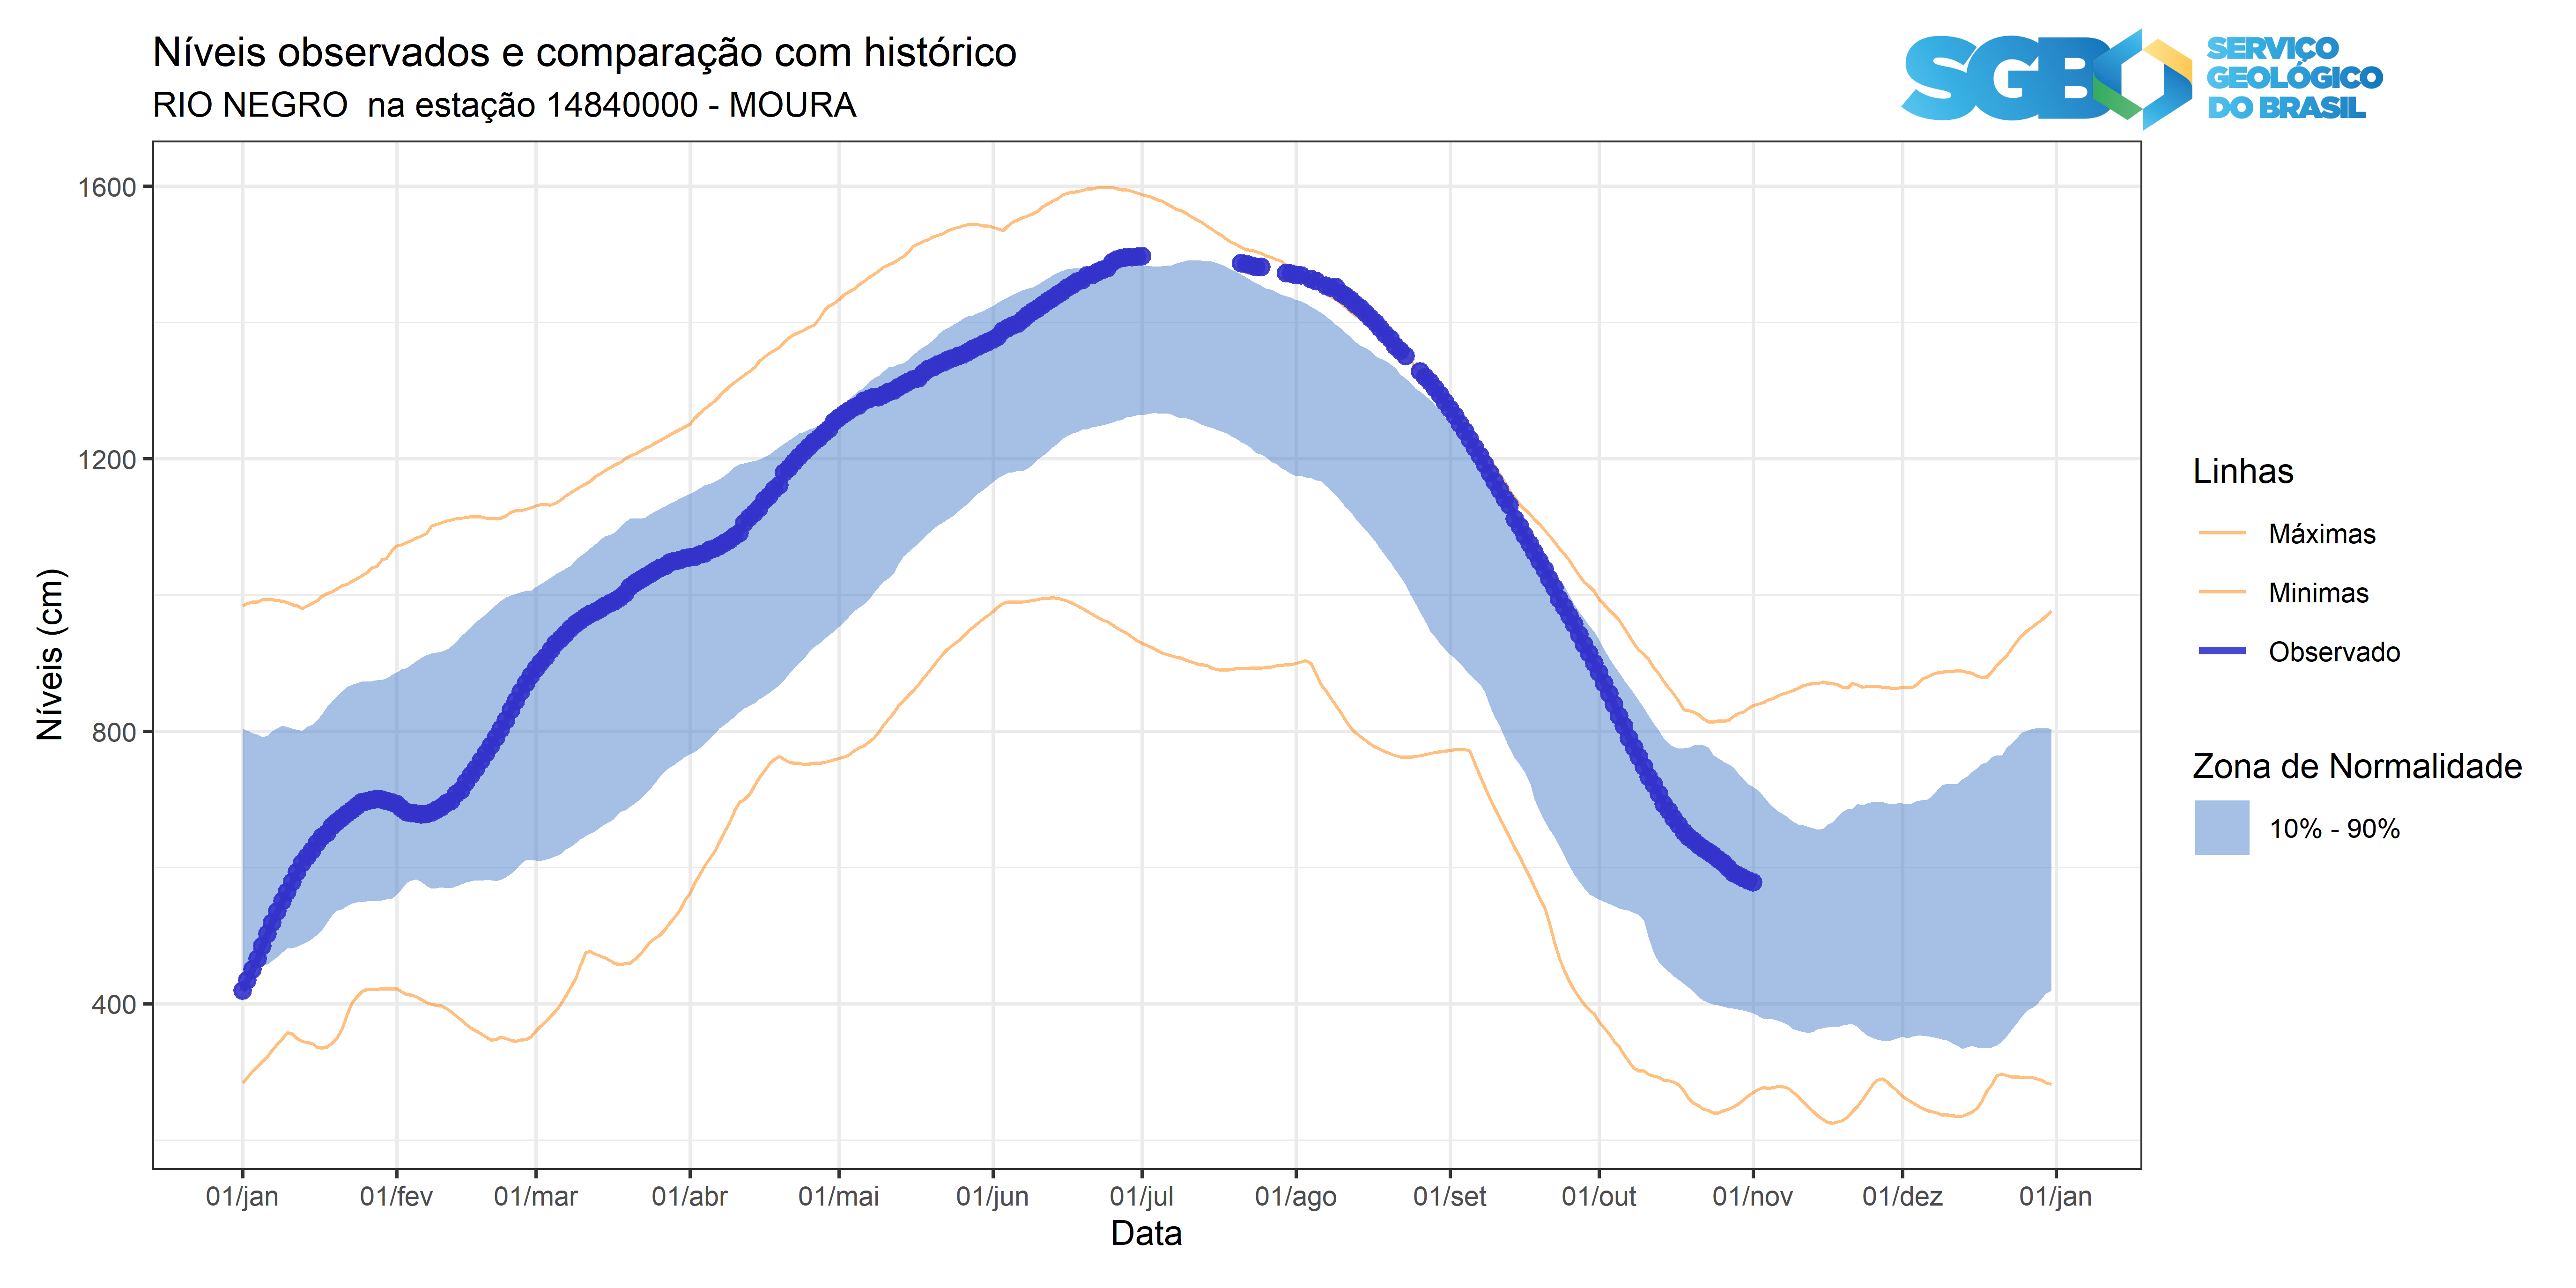 Níveis observados e comparação com histórico
RIO NEGRO  na estação 14840000 - MOURA
SGB
SERVIÇO
GEOLÓGICO
DO BRASIL
Níveis (cm)
1600
1200
800
400
01/jan 01/fev 01/mar 01/abr 01/mai 01/jun 01/jul 01/ago 01/set 01/out 01/nov 01/dez 01/jan
Data
Linhas
Máximas
Minimas
Observado
Zona de Normalidade
10% - 90%